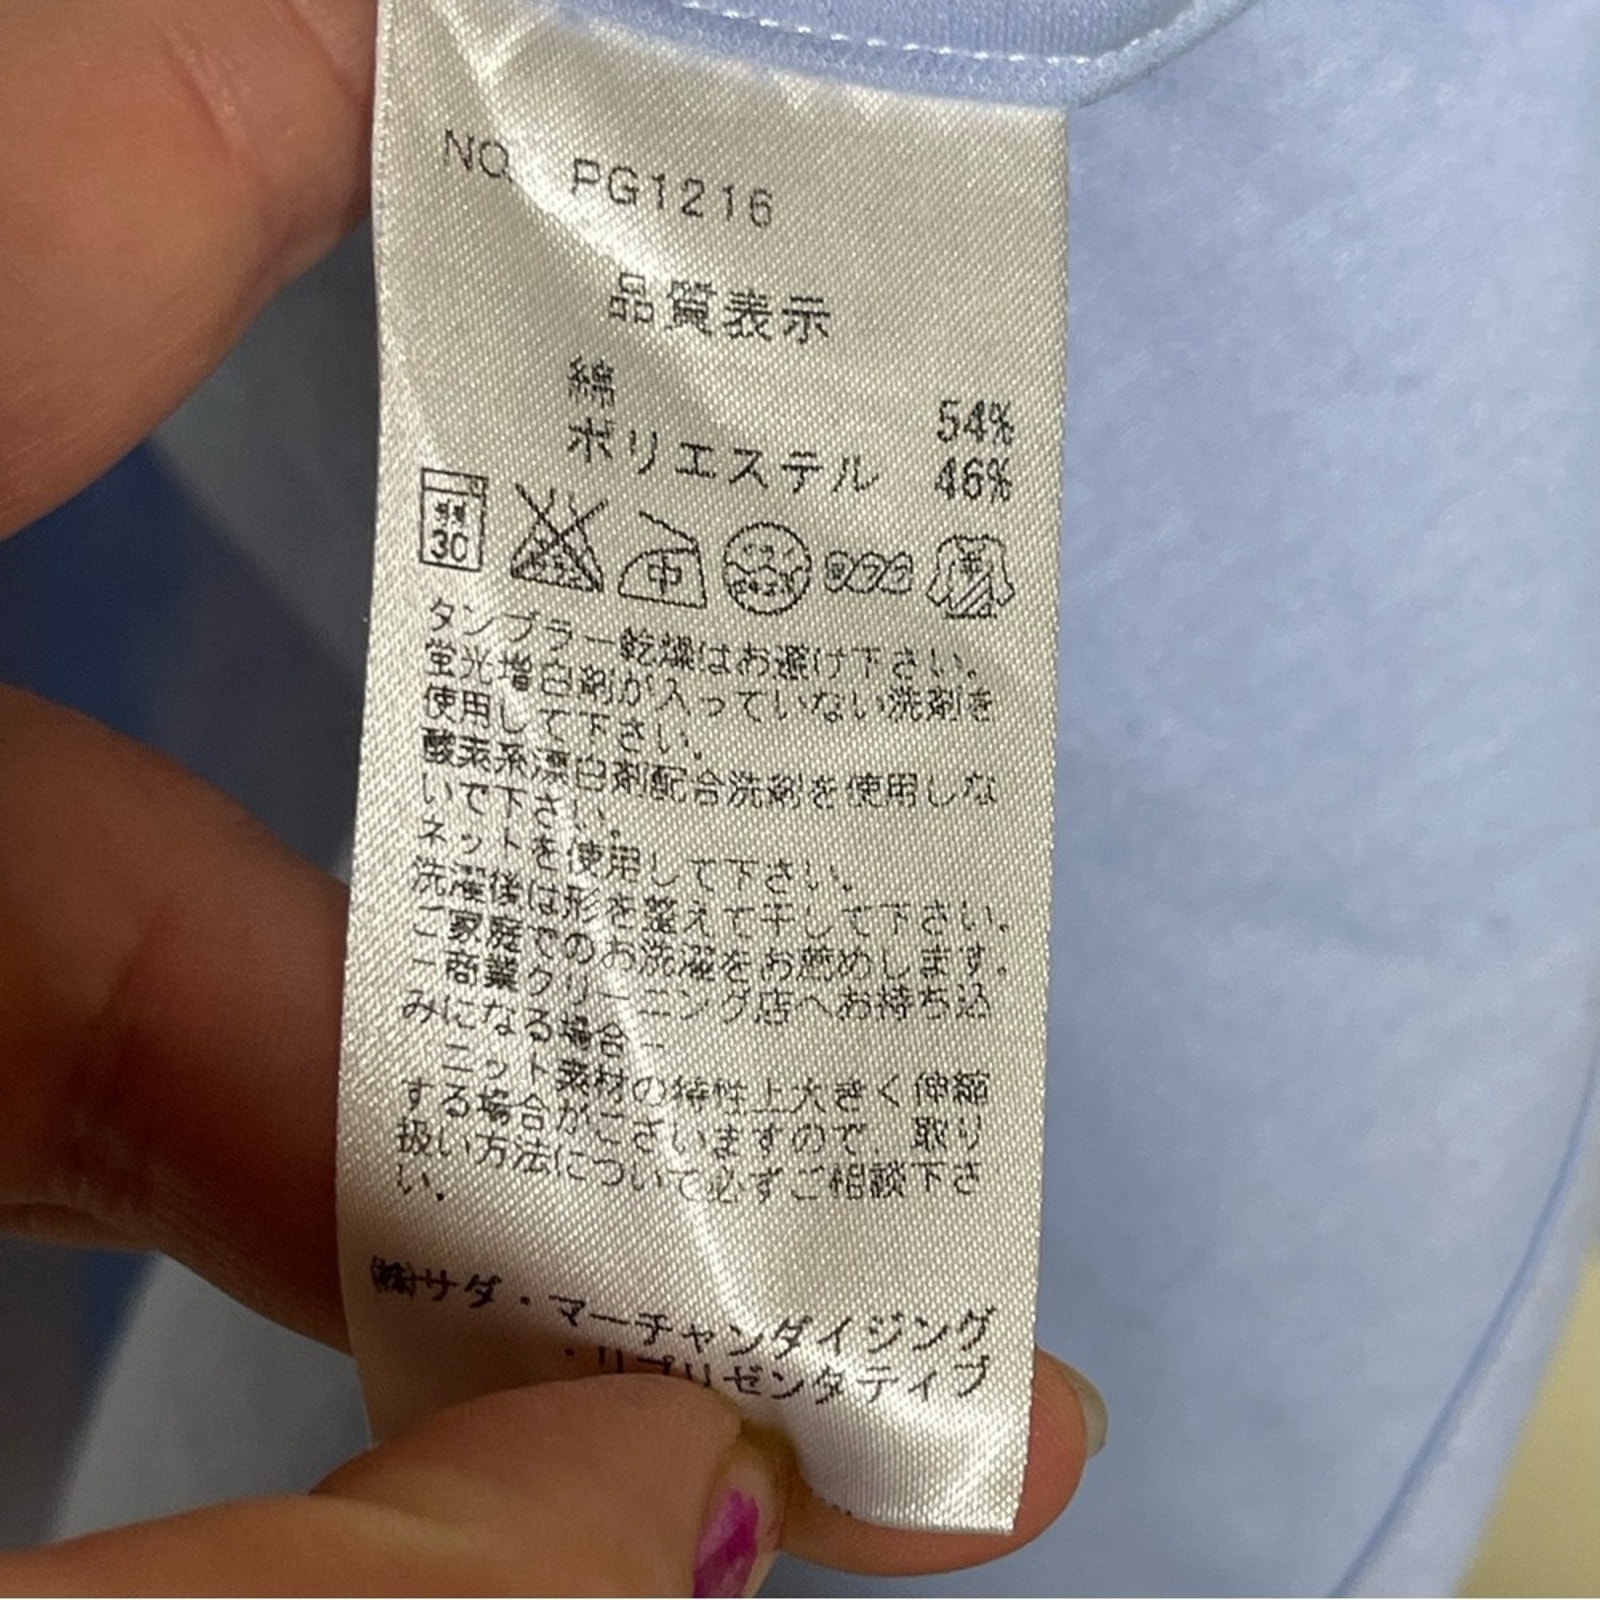 NO. PG1216
品質表示
綿 54%
ポリエステル 46%
弱
30
中
タンブラー乾燥はお避け下さい。
蛍光増白剤が入っていない洗剤を
使用して下さい。
酸素系漂白剤配合洗剤を使用しな
いで下さい。
ネットを使用して下さい。
洗濯後は形を整えて干して下さい。
ご家庭でのお洗濯をお薦めします。
－商業クリーニング店へお持ち込
みになる場合－
ニット素材の特性上大きく伸縮
する場合がございますので、取り
扱い方法について必ずご相談下さ
い。
㈱サダ・マーチャンダイジング
・リプリゼンタティブ